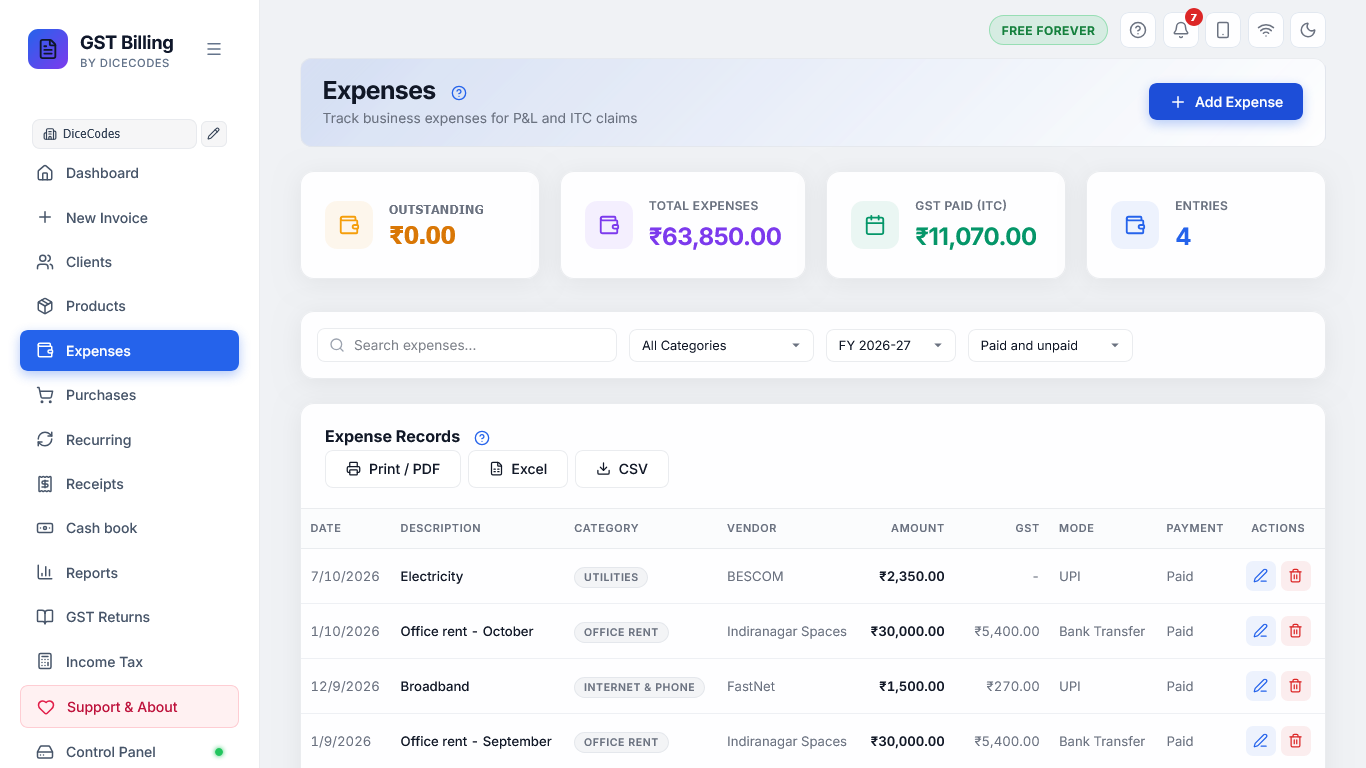 GST Billing
BY DICECODES
DiceCodes
Dashboard
New Invoice
Clients
Products
Expenses
Purchases
Recurring
Receipts
Cash book
Reports
GST Returns
Income Tax
Support & About
Control Panel
FREE FOREVER
7
Expenses
Track business expenses for P&L and ITC claims
Add Expense
OUTSTANDING
₹0.00
TOTAL EXPENSES
₹63,850.00
GST PAID (ITC)
₹11,070.00
ENTRIES
4
Search expenses...
All Categories
FY 2026-27
Paid and unpaid
Expense Records
Print / PDF
Excel
CSV
DATE DESCRIPTION CATEGORY VENDOR AMOUNT GST MODE PAYMENT ACTIONS
7/10/2026 Electricity UTILITIES BESCOM ₹2,350.00 - UPI Paid
1/10/2026 Office rent - October OFFICE RENT Indiranagar Spaces ₹30,000.00 ₹5,400.00 Bank Transfer Paid
12/9/2026 Broadband INTERNET & PHONE FastNet ₹1,500.00 ₹270.00 UPI Paid
1/9/2026 Office rent - September OFFICE RENT Indiranagar Spaces ₹30,000.00 ₹5,400.00 Bank Transfer Paid